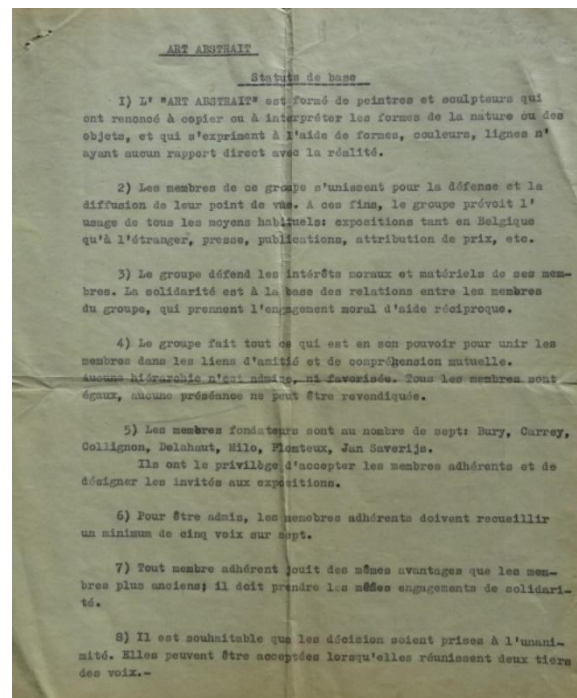 ART ABSTRAIT
Statuts de base
I) L' "ART ABSTRAIT" est formé de peintres et sculpteurs qui
ont renoncé à copier ou à interpréter les formes de la nature ou des
objets, et qui s'expriment à l'aide de formes, couleurs, lignes n'
ayant aucun rapport direct avec la réalité.
2) Les membres de ce groupe s'unissent pour la défense et la
diffusion de leur point de vue. A ces fins, le groupe prévoit l'
usage de tous les moyens habituels: expositions tant en Belgique
qu'à l'étranger, presse, publications, attribution de prix, etc.
3) Le groupe défend les intérêts moraux et matériels de ses mem-
bres. La solidarité est à la base des relations entre les membres
du groupe, qui prennent l'engagement moral d'aide réciproque.
4) Le groupe fait tout ce qui est en son pouvoir pour unir les
membres dans les liens d'amitié et de compréhension mutuelle.
Aucune hiérarchie n'est admise, ni favorisée. Tous les membres sont
égaux, aucune préséance ne peut être revendiquée.
5) Les membres fondateurs sont au nombre de sept: Bury, Carrey,
Collignon, Delahaut, Milo, Plomteux, Jan Saverijs.
Ils ont le privilège d'accepter les membres adhérents et de
désigner les invités aux expositions.
6) Pour être admis, les memebres adhérents doivent recueillir
un minimum de cinq voix sur sept.
7) Tout membre adhérent jouit des mêmes avantages que les mem-
bres plus anciens; il doit prendre les mêmes engagements de solidari-
té.
8) Il est souhaitable que les décision soient prises à l'unani-
mité. Elles peuvent être acceptées lorsqu'elles réunissent deux tiers
des voix.-